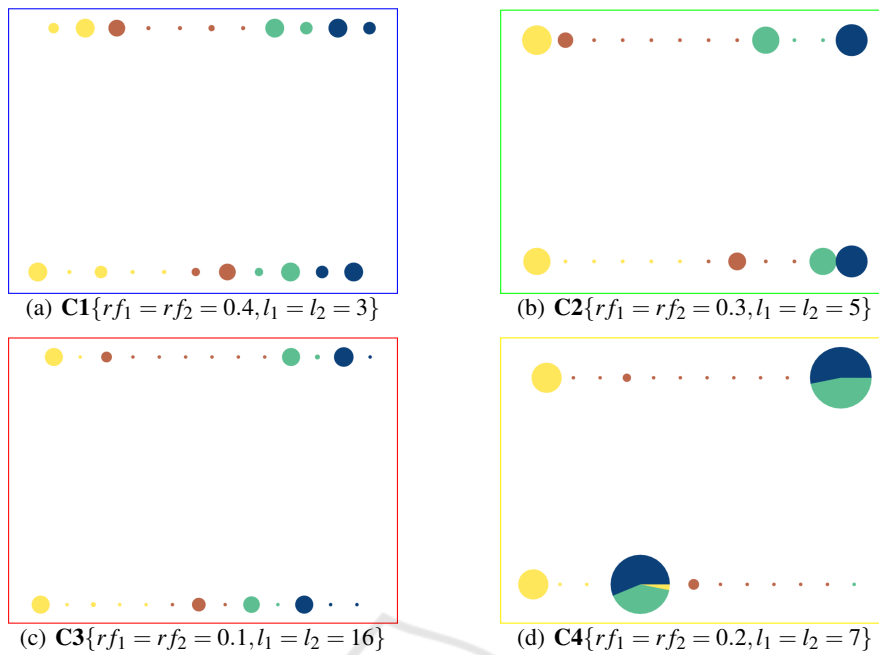 (a) C1{rf₁ = rf₂ = 0.4, l₁ = l₂ = 3}
(b) C2{rf₁ = rf₂ = 0.3, l₁ = l₂ = 5}
(c) C3{rf₁ = rf₂ = 0.1, l₁ = l₂ = 16}
(d) C4{rf₁ = rf₂ = 0.2, l₁ = l₂ = 7}